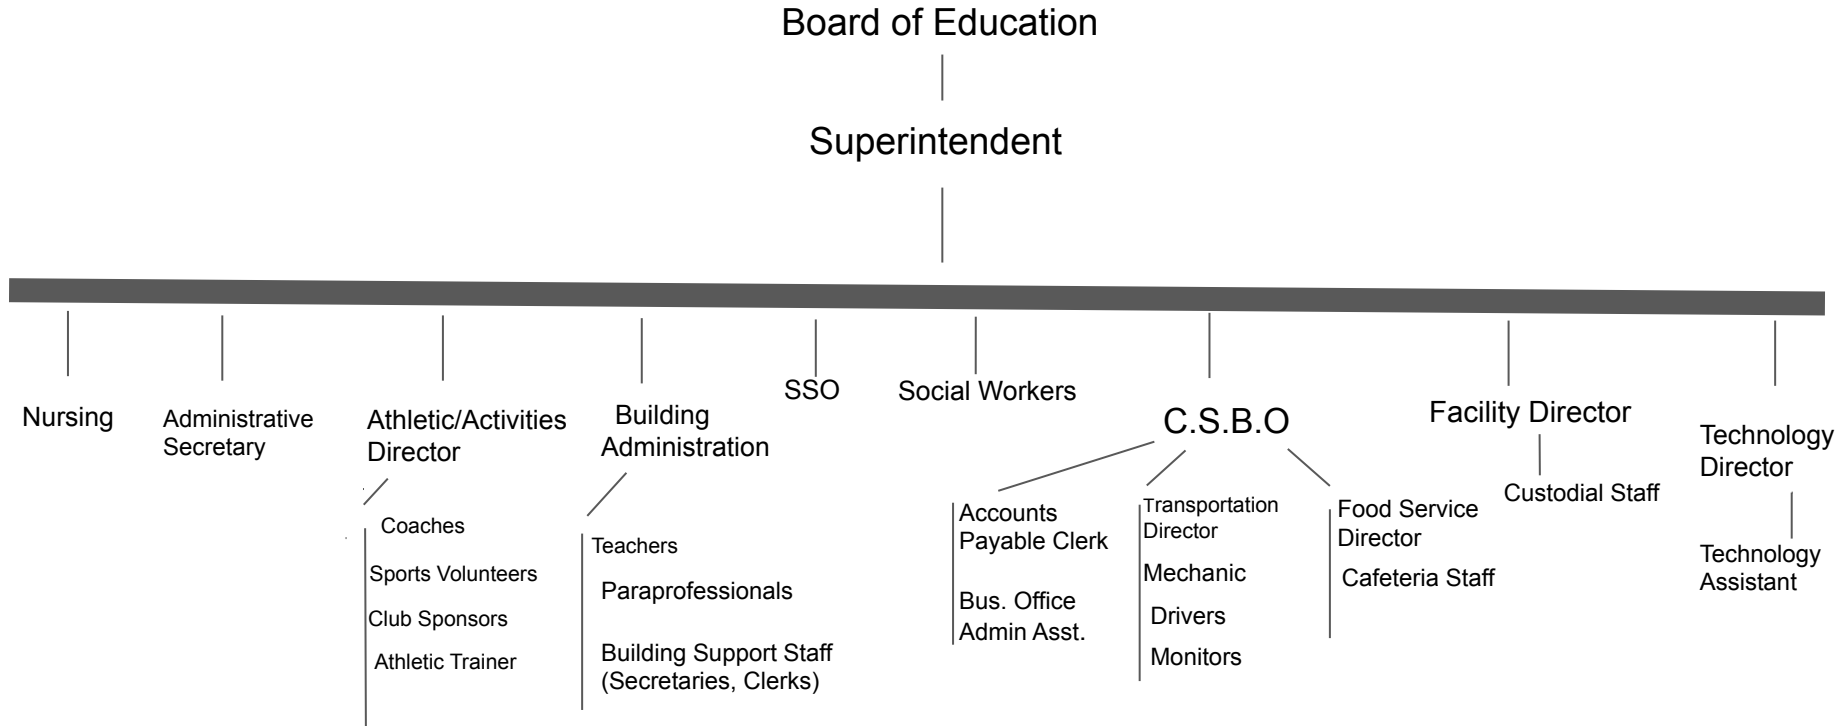 Board of Education
Superintendent
Nursing
Administrative
Secretary
Athletic/Activities
Director
Coaches
Sports Volunteers
Club Sponsors
Athletic Trainer
Building
Administration
Teachers
Paraprofessionals
Building Support Staff
(Secretaries, Clerks)
SSO
Social Workers
C.S.B.O
Accounts
Payable Clerk
Bus. Office
Admin Asst.
Transportation
Director
Mechanic
Drivers
Monitors
Food Service
Director
Cafeteria Staff
Facility Director
Custodial Staff
Technology
Director
Technology
Assistant